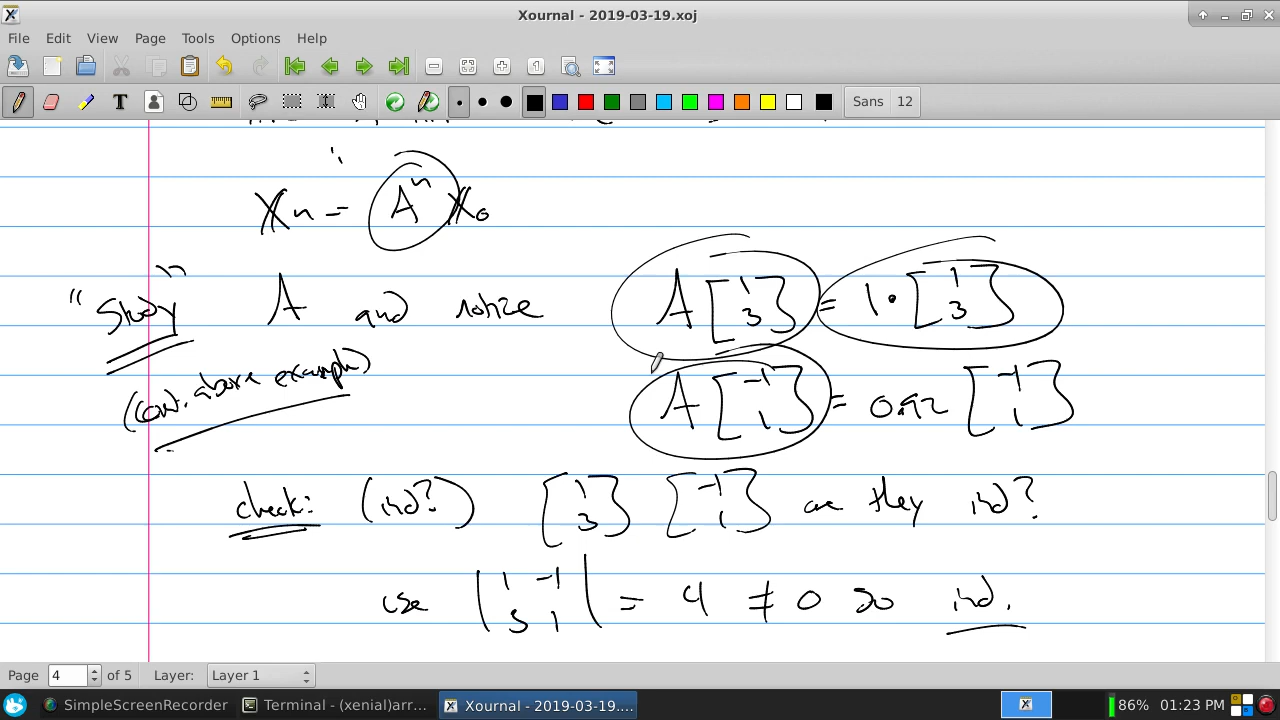 Xournal - 2019-03-19.xoj
File Edit View Page Tools Options Help
T Sans 12
Xn = Aⁿ X₀
"Study" A and notice A [1 3] = 1 · [1 3]
(cow. above example) A [-1 1] = 0.92 [-1 1]
check: (ind?) [1 3] [-1 1] are they ind?
use |1 -1 3 1| = 4 ≠ 0 so ind.
Page 4 of 5 Layer: Layer 1
SimpleScreenRecorder Terminal - (xenial)arr... Xournal - 2019-03-19.... 86% 01:23 PM